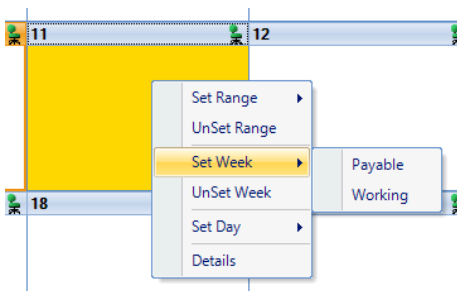 11
12
Set Range
UnSet Range
Set Week
Payable
UnSet Week
Working
18
Set Day
Details